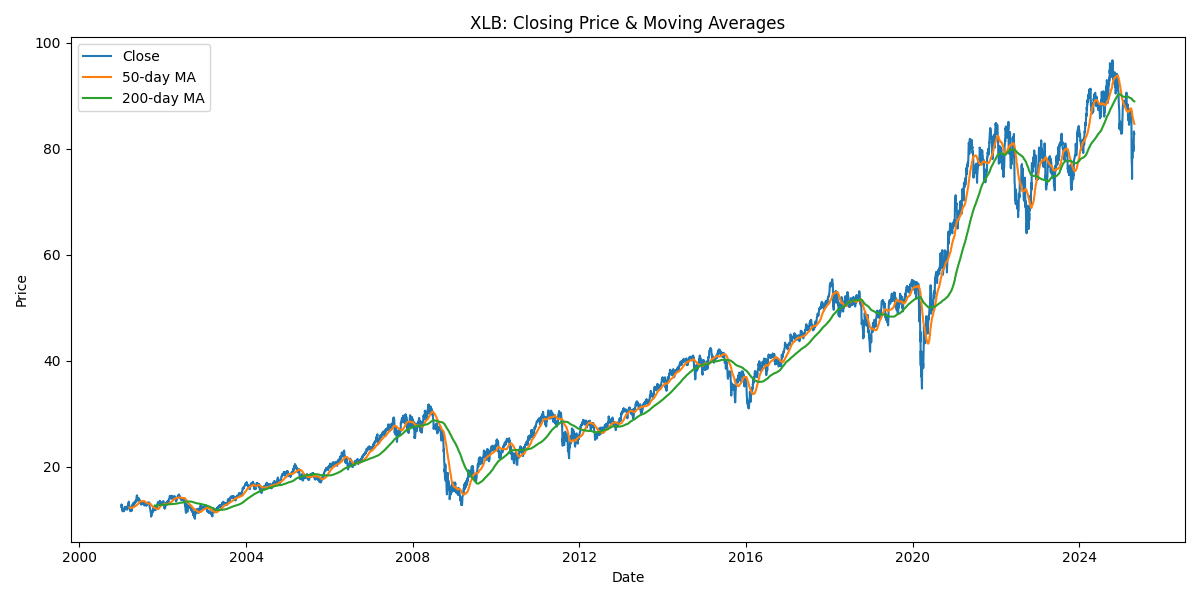 XLB: Closing Price & Moving Averages
Close
50-day MA
200-day MA
100
80
60
40
20
Price
2000 2004 2008 2012 2016 2020 2024
Date